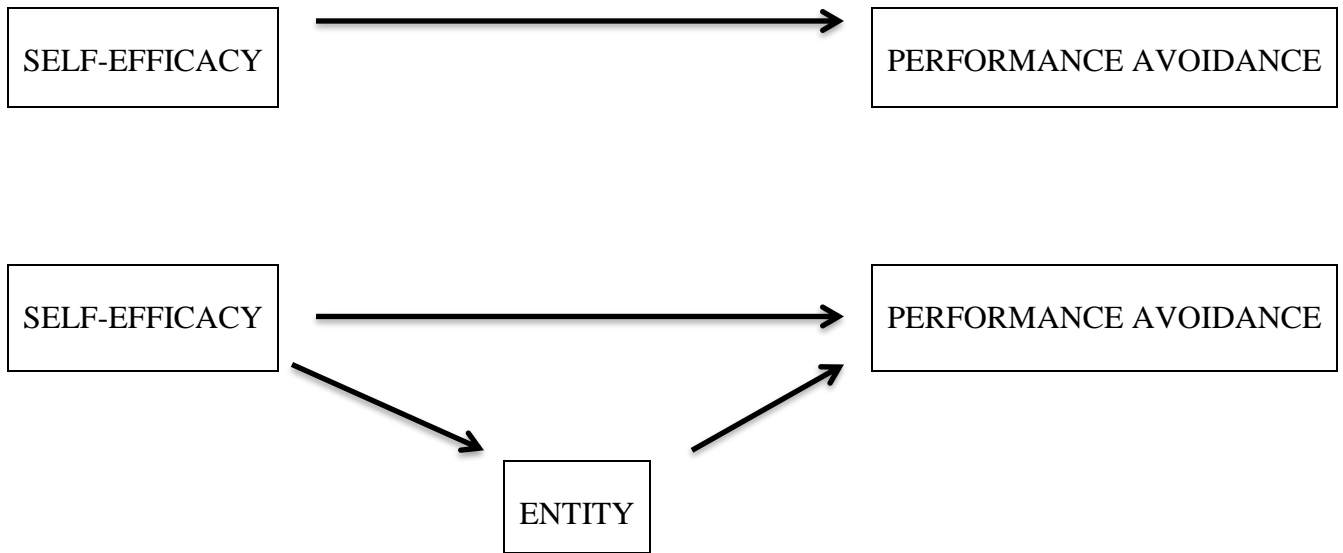 SELF-EFFICACY
PERFORMANCE AVOIDANCE
SELF-EFFICACY
PERFORMANCE AVOIDANCE
ENTITY